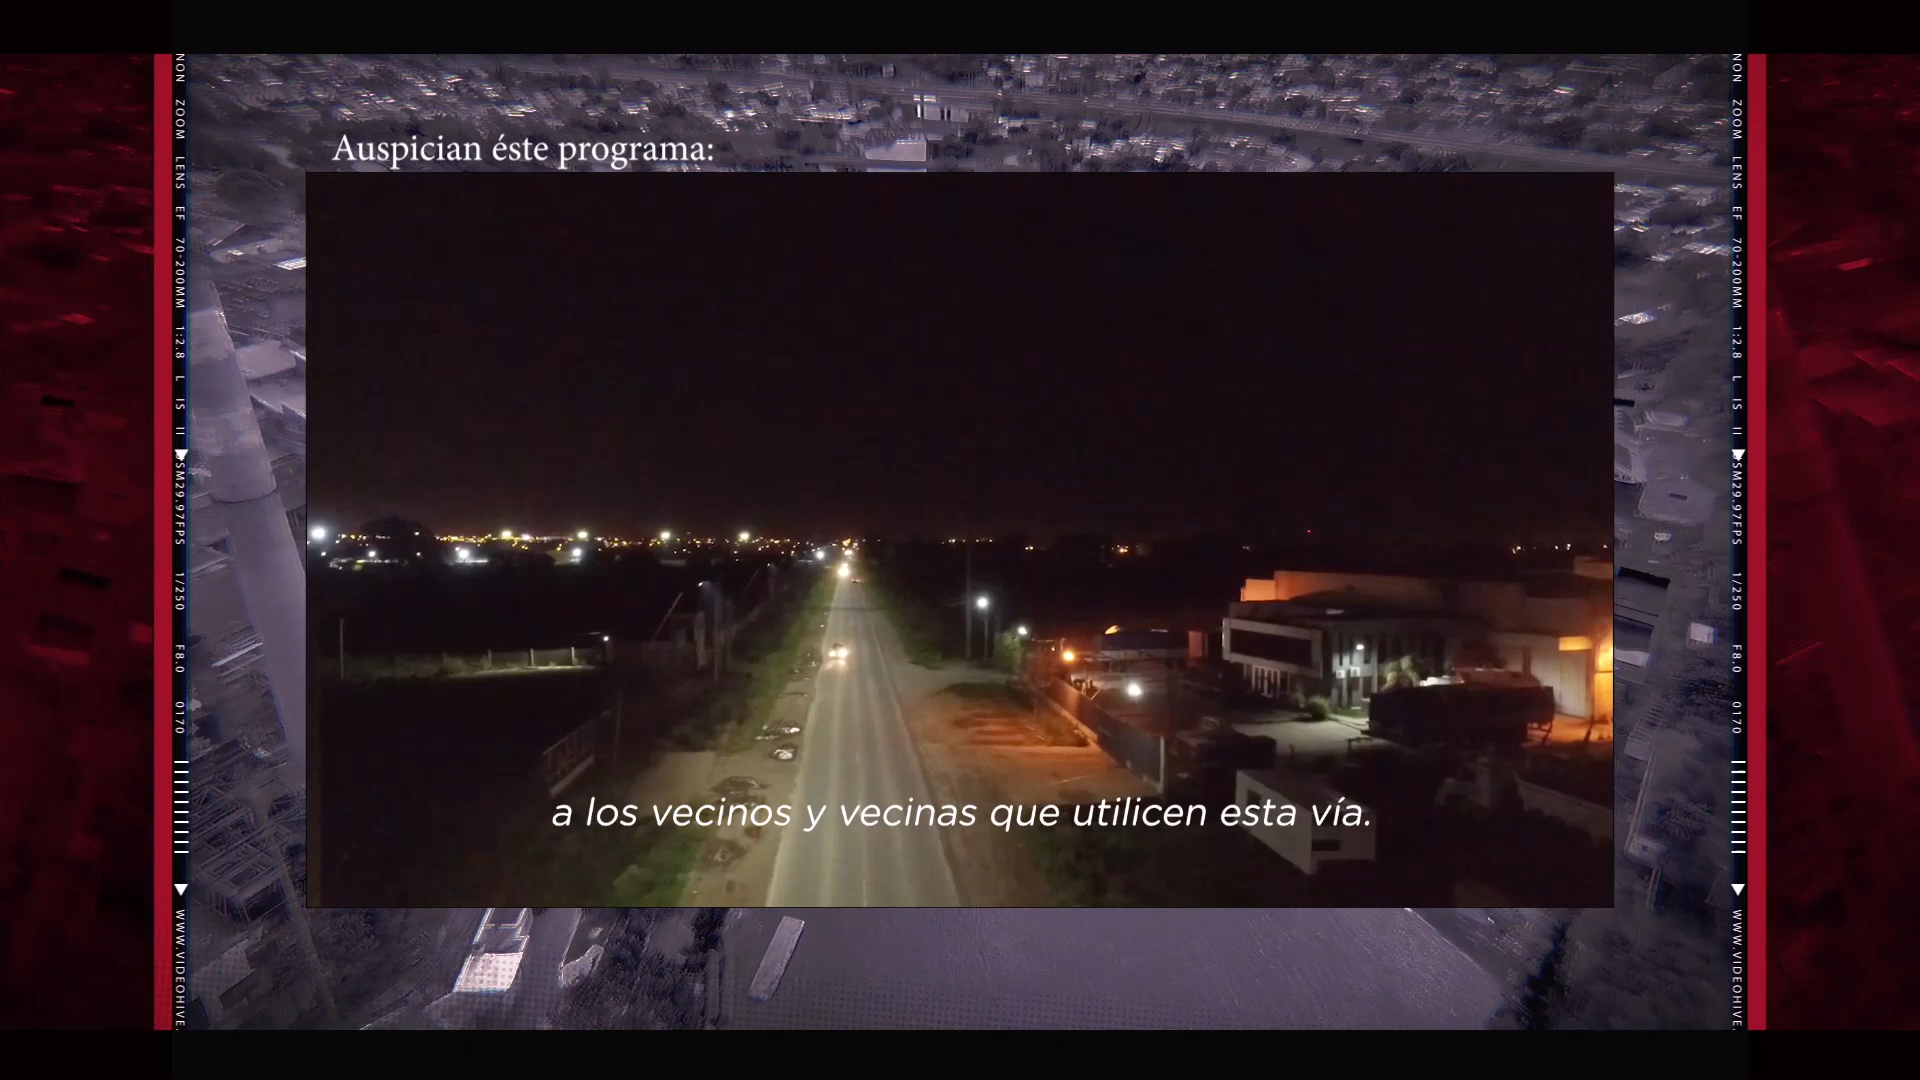 Auspician éste programa:
a los vecinos y vecinas que utilicen esta vía.
NON ZOOM LENS EF 70-200MM 1:2.8 L IS II
SM29.97FPS 1/250 F8.0 0170
WWW.VIDEOHIVE.
NON ZOOM LENS EF 70-200MM 1:2.8 L IS II
SM29.97FPS 1/250 F8.0 0170
WWW.VIDEOHIVE.